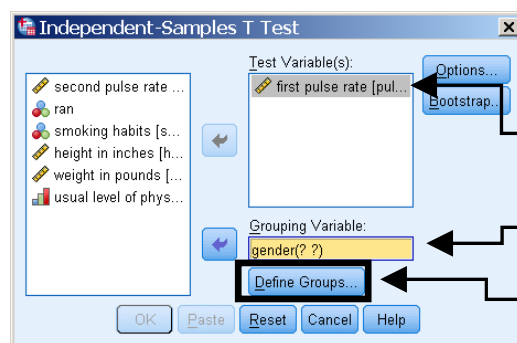 Independent-Samples T Test
x
Test Variable(s):
second pulse rate ...
ran
smoking habits [s...
height in inches [h...
weight in pounds [...
usual level of phys...
first pulse rate [pul...
Options...
Bootstrap...
Grouping Variable:
gender(? ?)
Define Groups...
OK Paste Reset Cancel Help